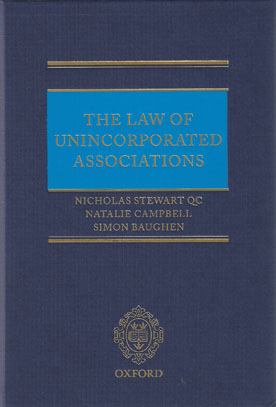 THE LAW OF
UNINCORPORATED
ASSOCIATIONS
NICHOLAS STEWART QC
NATALIE CAMPBELL
SIMON BAUGHEN
OXFORD